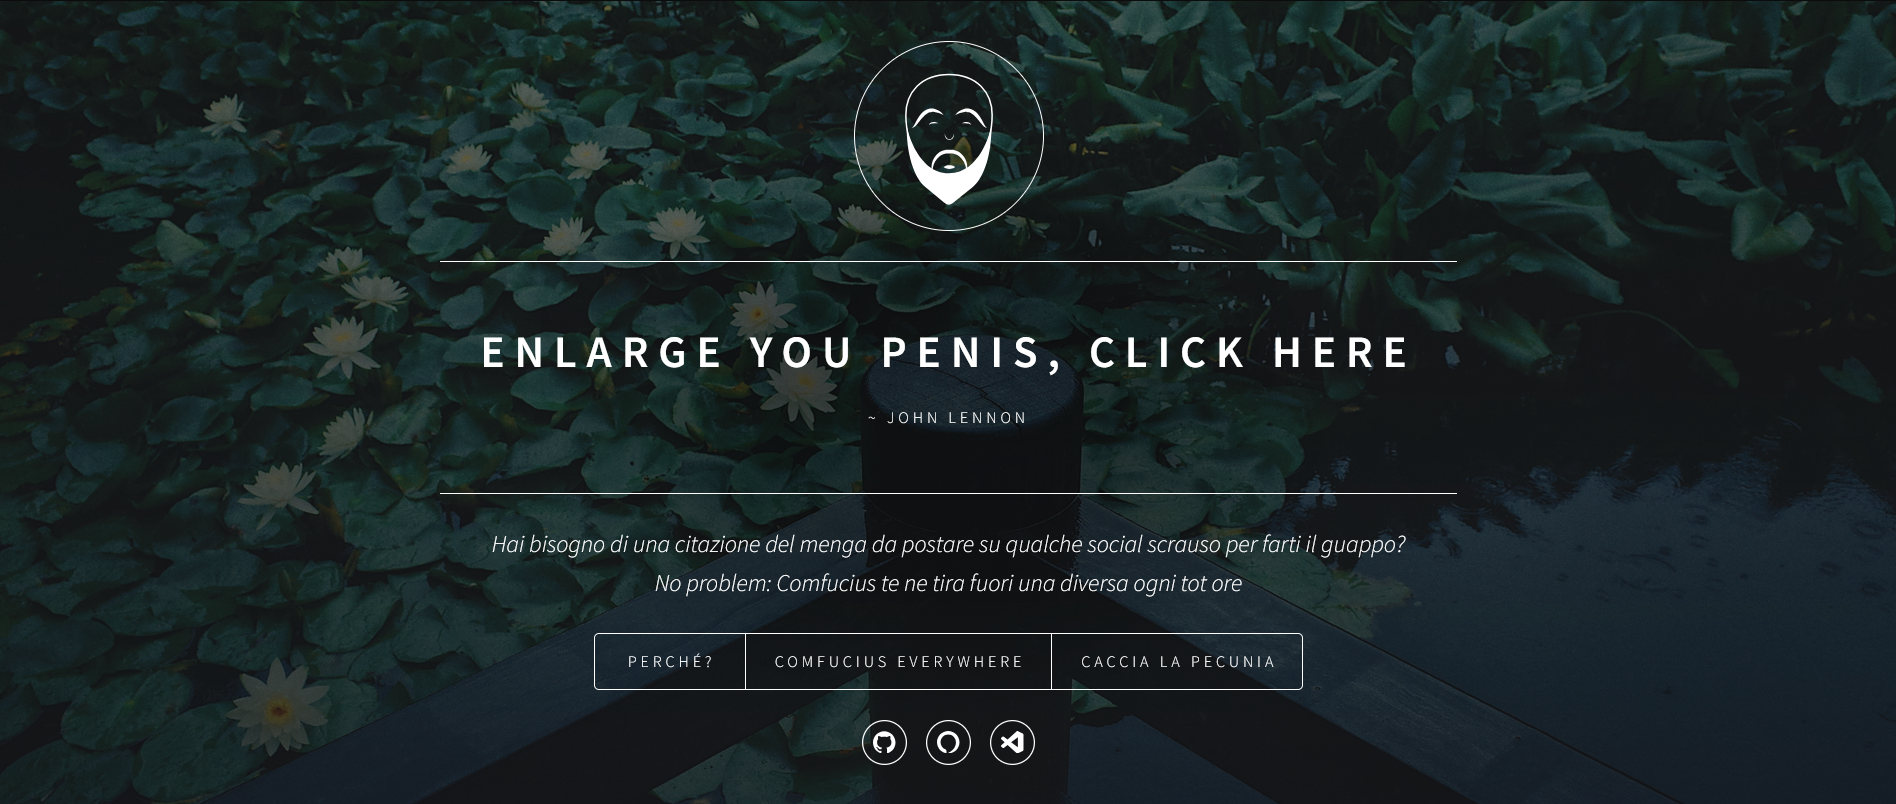 ENLARGE YOU PENIS, CLICK HERE
~ JOHN LENNON
Hai bisogno di una citazione del menga da postare su qualche social scrauso per farti il guappo?
No problem: Comfucius te ne tira fuori una diversa ogni tot ore
PERCHÉ?
COMFUCIUS EVERYWHERE
CACCIA LA PECUNIA